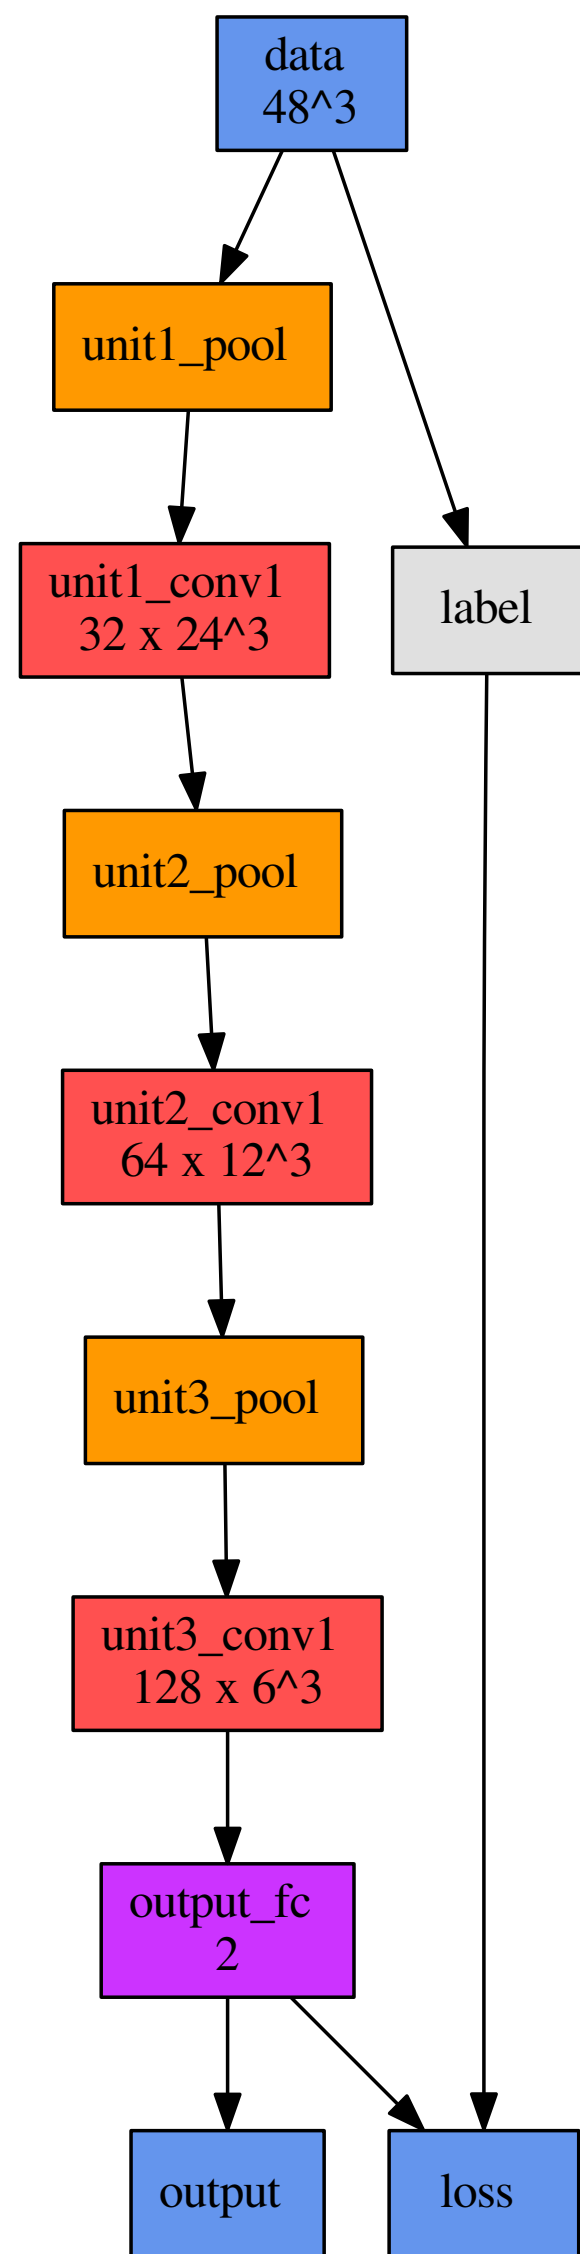 data
48^3
unit1_pool
unit1_conv1
32 x 24^3
label
unit2_pool
unit2_conv1
64 x 12^3
unit3_pool
unit3_conv1
128 x 6^3
output_fc
2
output
loss